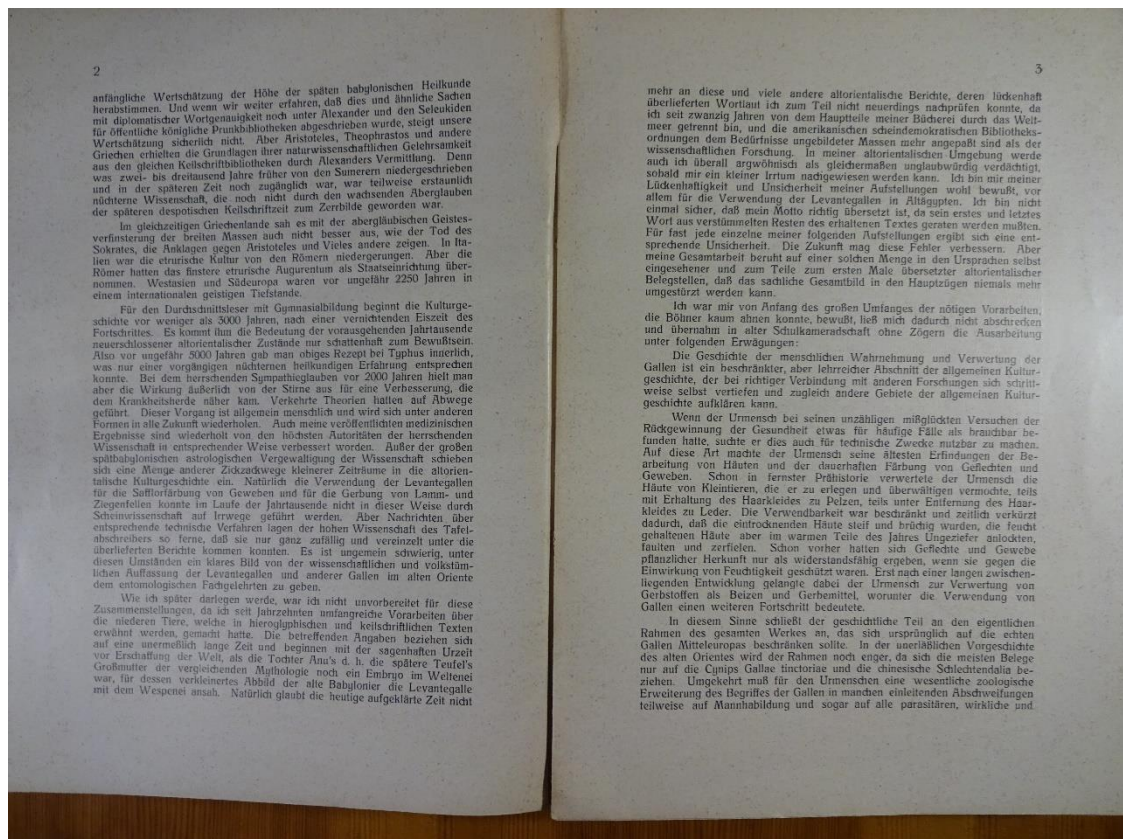 2
anfängliche Wertschätzung der Höhe der späten babylonischen Heilkunde
herabstimmen. Und wenn wir weiter erfahren, daß dies und ähnliche Sachen
mit diplomatischer Wortgenauigkeit noch unter Alexander und den Seleukiden
für öffentliche königliche Prunkbibliotheken abgeschrieben wurde, steigt unsere
Wertschätzung sicherlich nicht. Aber Aristoteles, Theophrastos und andere
Griechen erhielten die Grundlagen ihrer naturwissenschaftlichen Gelehrsamkeit
aus den gleichen Keilschriftbibliotheken durch Alexanders Vermittlung. Denn
was zwei- bis dreitausend Jahre früher von den Sumerern niedergeschrieben
und in der späteren Zeit noch zugänglich war, war teilweise erstaunlich
nüchterne Wissenschaft, die noch nicht durch den wachsenden Aberglauben
der späteren despotischen Keilschriftzeit zum Zerrbilde geworden war.
Im gleichzeitigen Griechenlande sah es mit der abergläubischen Geistes-
verfinsterung der breiten Massen auch nicht besser aus, wie der Tod des
Sokrates, die Anklagen gegen Aristoteles und Vieles andere zeigen. In Ita-
lien war die etrurische Kultur von den Römern niedergerungen. Aber die
Römer hatten das finstere etrurische Augurentum als Staatseinrichtung über-
nommen. Westasien und Südeuropa waren vor ungefähr 2250 Jahren in
einem internationalen geistigen Tiefstande.
Für den Durchschnittsleser mit Gymnasialbildung beginnt die Kulturge-
schichte vor weniger als 3000 Jahren, nach einer vernichtenden Eiszeit des
Fortschrittes. Es kommt ihm die Bedeutung der vorausgehenden Jahrtausende
neuerschlossener altorientalischer Zustände nur schattenhaft zum Bewußtsein.
Also vor ungefähr 5000 Jahren gab man obiges Rezept bei Typhus innerlich,
was nur einer vorgängigen nüchternen heilkundigen Erfahrung entsprechen
konnte. Bei dem herrschenden Sympathieglauben vor 2000 Jahren hielt man
aber die Wirkung äußerlich von der Stirne aus für eine Verbesserung, die
dem Krankheitsherde näher kam. Verkehrte Theorien hatten auf Abwege
geführt. Dieser Vorgang ist allgemein menschlich und wird sich unter anderen
Formen in alle Zukunft wiederholen. Auch meine veröffentlichten medizinischen
Ergebnisse sind wiederholt von den höchsten Autoritäten der herrschenden
Wissenschaft in entsprechender Weise verbessert worden. Außer der großen
spätbabylonischen astrologischen Vergewaltigung der Wissenschaft schieben
sich eine Menge anderer Zickzackwege kleinerer Zeiträume in die altorien-
talische Kulturgeschichte ein. Natürlich die Verwendung der Levantegallen
für die Safflorfärbung von Geweben und für die Gerbung von Lamm- und
Ziegenfellen konnte im Laufe der Jahrtausende nicht in dieser Weise durch
Scheinwissenschaft auf Irrwege geführt werden. Aber Nachrichten über
entsprechende technische Verfahren lagen der hohen Wissenschaft des Tafel-
abschreibers so ferne, daß sie nur ganz zufällig und vereinzelt unter die
überlieferten Berichte kommen konnten. Es ist ungemein schwierig, unter
diesen Umständen ein klares Bild von der wissenschaftlichen und volkstüm-
lichen Auffassung der Levantegallen und anderer Gallen im alten Oriente
dem entomologischen Fachgelehrten zu geben.
Wie ich später darlegen werde, war ich nicht unvorbereitet für diese
Zusammenstellungen, da ich seit Jahrzehnten umfangreiche Vorarbeiten über
die niederen Tiere, welche in hieroglyphischen und keilschriftlichen Texten
erwähnt werden, gemacht hatte. Die betreffenden Angaben beziehen sich
auf eine unermeßlich lange Zeit und beginnen mit der sagenhaften Urzeit
vor Erschaffung der Welt, als die Tochter Anu's d. h. die spätere Teufel's
Großmutter der vergleichenden Mythologie noch ein Embryo im Weltenei
war, für dessen verkleinertes Abbild der alte Babylonier die Levantegalle
mit dem Wespenei ansah. Natürlich glaubt die heutige aufgeklärte Zeit nicht
3
mehr an diese und viele andere altorientalische Berichte, deren lückenhaft
überlieferten Wortlaut ich zum Teil nicht neuerdings nachprüfen konnte, da
ich seit zwanzig Jahren von dem Hauptteile meiner Bücherei durch das Welt-
meer getrennt bin, und die amerikanischen scheindemokratischen Bibliotheks-
ordnungen dem Bedürfnisse ungebildeter Massen mehr angepaßt sind als der
wissenschaftlichen Forschung. In meiner altorientalischen Umgebung werde
auch ich überall argwöhnisch als gleichermaßen unglaubwürdig verdächtigt,
sobald mir ein kleiner Irrtum nachgewiesen werden kann. Ich bin mir meiner
Lückenhaftigkeit und Unsicherheit meiner Aufstellungen wohl bewußt, vor
allem für die Verwendung der Levantegallen in Altägypten. Ich bin nicht
einmal sicher, daß mein Motto richtig übersetzt ist, da sein erstes und letztes
Wort aus verstümmelten Resten des erhaltenen Textes geraten werden mußten.
Für fast jede einzelne meiner folgenden Aufstellungen ergibt sich eine ent-
sprechende Unsicherheit. Die Zukunft mag diese Fehler verbessern. Aber
meine Gesamtarbeit beruht auf einer solchen Menge in den Ursprachen selbst
eingesehener und zum Teile zum ersten Male übersetzter altorientalischer
Belegstellen, daß das sachliche Gesamtbild in den Hauptzügen niemals mehr
umgestürzt werden kann.
Ich war mir von Anfang des großen Umfanges der nötigen Vorarbeiten,
die Böhmer kaum ahnen konnte, bewußt, ließ mich dadurch nicht abschrecken
und übernahm in alter Schulkameradschaft ohne Zögern die Ausarbeitung
unter folgenden Erwägungen:
Die Geschichte der menschlichen Wahrnehmung und Verwertung der
Gallen ist ein beschränkter, aber lehrreicher Abschnitt der allgemeinen Kultur-
geschichte, der bei richtiger Verbindung mit anderen Forschungen sich schritt-
weise selbst vertiefen und zugleich andere Gebiete der allgemeinen Kultur-
geschichte aufklären kann.
Wenn der Urmensch bei seinen unzähligen mißglückten Versuchen der
Rückgewinnung der Gesundheit etwas für häufige Fälle als brauchbar be-
funden hatte, suchte er dies auch für technische Zwecke nutzbar zu machen.
Auf diese Art machte der Urmensch seine ältesten Erfindungen der Be-
arbeitung von Häuten und der dauerhaften Färbung von Geflechten und
Geweben. Schon in fernster Prähistorie verwertete der Urmensch die
Häute von Kleintieren, die er zu erlegen und überwältigen vermochte, teils
mit Erhaltung des Haarkleides zu Pelzen, teils unter Entfernung des Haar-
kleides zu Leder. Die Verwendbarkeit war beschränkt und zeitlich verkürzt
dadurch, daß die eintrocknenden Häute steif und brüchig wurden, die feucht
gehaltenen Häute aber im warmen Teile des Jahres Ungeziefer anlockten,
faulten und zerfielen. Schon vorher hatten sich Geflechte und Gewebe
pflanzlicher Herkunft nur als widerstandsfähig ergeben, wenn sie gegen die
Einwirkung von Feuchtigkeit geschützt waren. Erst nach einer langen zwischen-
liegenden Entwicklung gelangte dabei der Urmensch zur Verwertung von
Gerbstoffen als Beizen und Gerbemittel, worunter die Verwendung von
Gallen einen weiteren Fortschritt bedeutete.
In diesem Sinne schließt der geschichtliche Teil an den eigentlichen
Rahmen des gesamten Werkes an, das sich ursprünglich auf die echten
Gallen Mitteleuropas beschränken sollte. In der unerläßlichen Vorgeschichte
des alten Orientes wird der Rahmen noch enger, da sich die meisten Belege
nur auf die Cynips Gallae tinctoriae und die chinesische Schlechtendalia be-
ziehen. Umgekehrt muß für den Urmenschen eine wesentliche zoologische
Erweiterung des Begriffes der Gallen in manchen einleitenden Abschweifungen
teilweise auf Mannhabildung und sogar auf alle parasitären, wirkliche und